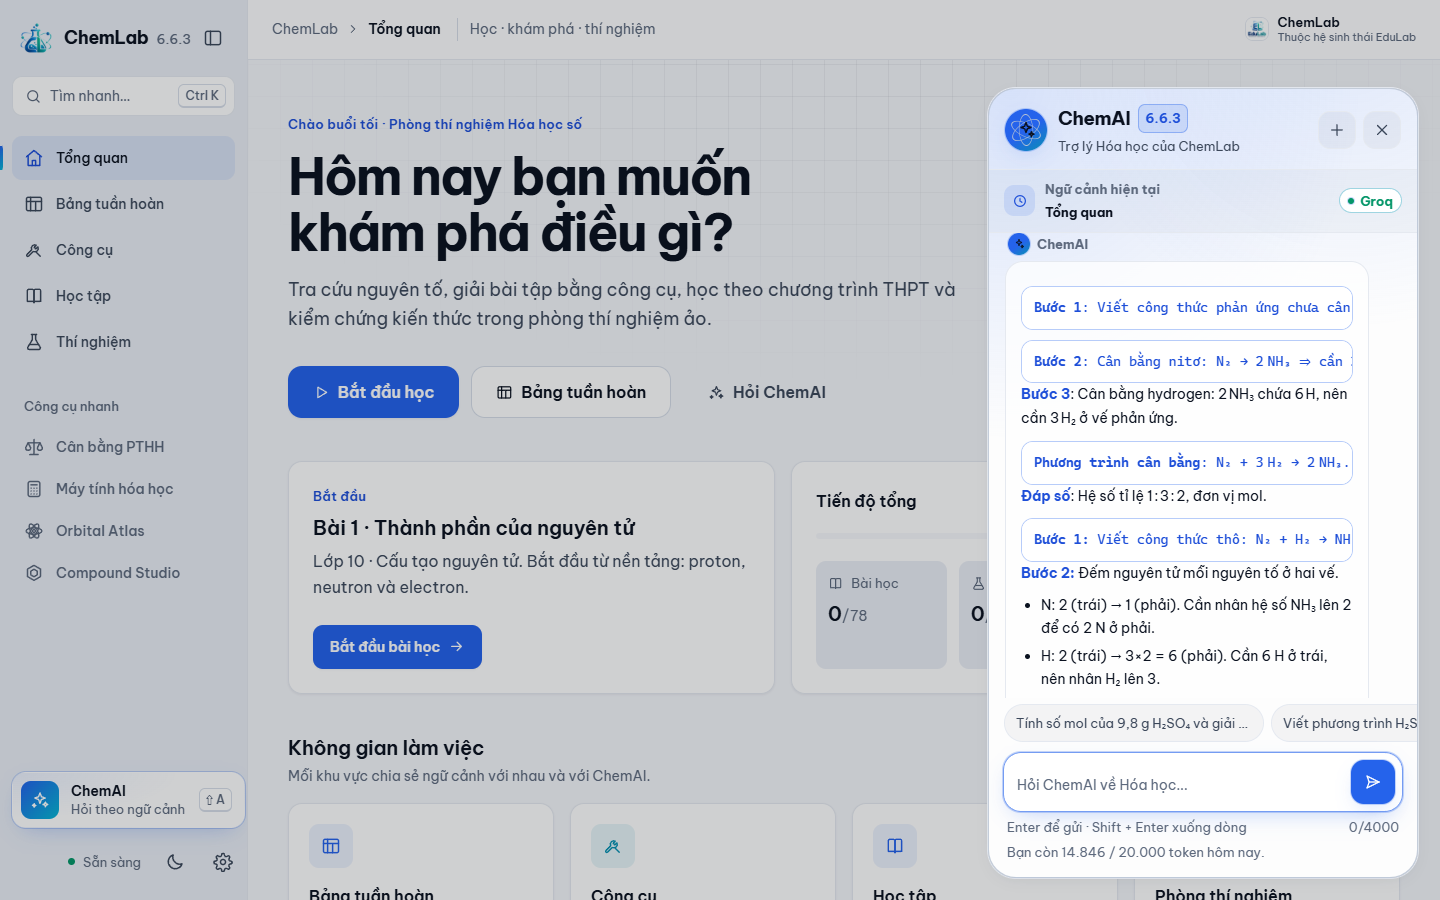 ChemLab 6.6.3
Tìm nhanh... Ctrl K
Tổng quan
Bảng tuần hoàn
Công cụ
Học tập
Thí nghiệm
Công cụ nhanh
Cân bằng PTHH
Máy tính hóa học
Orbital Atlas
Compound Studio
ChemAI
Hỏi theo ngữ cảnh
⇧ A
Sẵn sàng
ChemLab > Tổng quan Học · khám phá · thí nghiệm
ChemLab
Thuộc hệ sinh thái EduLab
Chào buổi tối · Phòng thí nghiệm Hóa học số
Hôm nay bạn muốn
khám phá điều gì?
Tra cứu nguyên tố, giải bài tập bằng công cụ, học theo chương trình THPT và
kiểm chứng kiến thức trong phòng thí nghiệm ảo.
Bắt đầu học
Bảng tuần hoàn
Hỏi ChemAI
Bắt đầu
Bài 1 · Thành phần của nguyên tử
Lớp 10 · Cấu tạo nguyên tử. Bắt đầu từ nền tảng: proton,
neutron và electron.
Bắt đầu bài học →
Tiến độ tổng
Bài học
0/78
0/
Không gian làm việc
Mỗi khu vực chia sẻ ngữ cảnh với nhau và với ChemAI.
Bảng tuần hoàn
Công cụ
Học tập
Phòng thí nghiệm
ChemAI 6.6.3
Trợ lý Hóa học của ChemLab
Ngữ cảnh hiện tại
Tổng quan
Groq
ChemAI
Bước 1: Viết công thức phản ứng chưa cân
Bước 2: Cân bằng nitơ: N₂ → 2 NH₃ ⇒ cần
Bước 3: Cân bằng hydrogen: 2 NH₃ chứa 6 H, nên
cần 3 H₂ ở vế phản ứng.
Phương trình cân bằng: N₂ + 3 H₂ → 2 NH₃.
Đáp số: Hệ số tỉ lệ 1 : 3 : 2, đơn vị mol.
Bước 1: Viết công thức thô: N₂ + H₂ → NH
Bước 2: Đếm nguyên tử mỗi nguyên tố ở hai vế.
• N: 2 (trái) → 1 (phải). Cần nhân hệ số NH₃ lên 2
để có 2 N ở phải.
• H: 2 (trái) → 3×2 = 6 (phải). Cần 6 H ở trái,
nên nhân H₂ lên 3.
Tính số mol của 9,8 g H₂SO₄ và giải ...
Viết phương trình H₂S
Hỏi ChemAI về Hóa học...
Enter để gửi · Shift + Enter xuống dòng 0/4000
Bạn còn 14.846 / 20.000 token hôm nay.